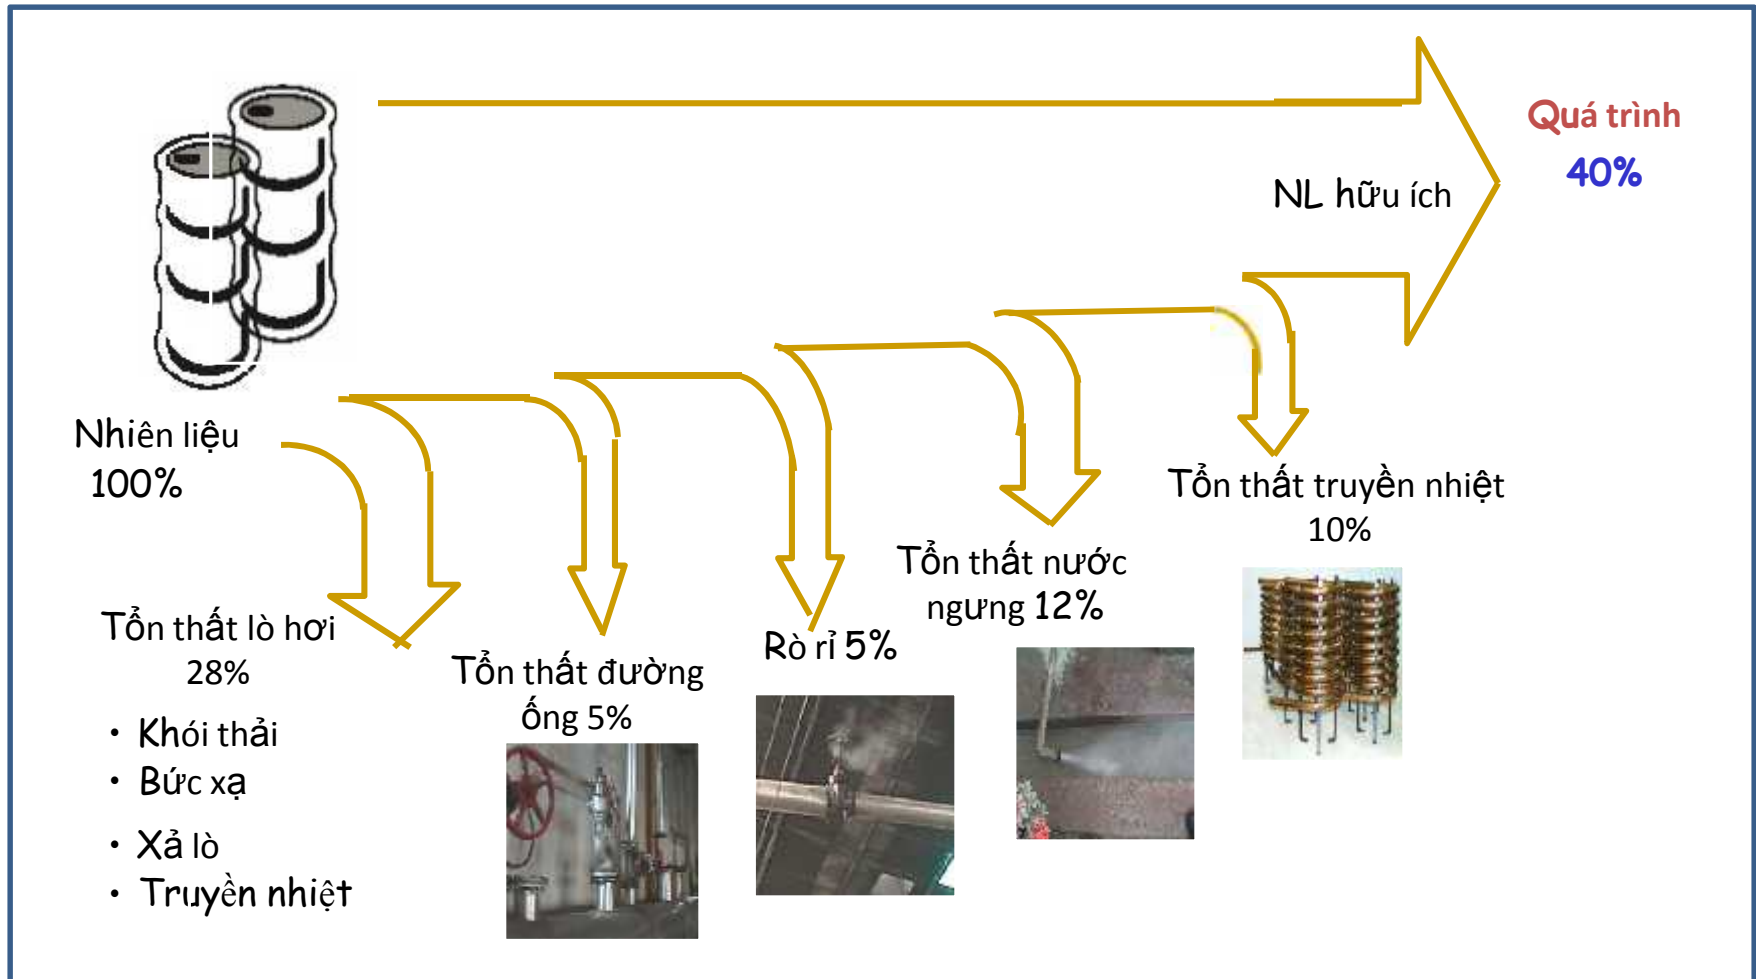 Quá trình
40%
NL hữu ích
Nhiên liệu
100%
Tổn thất lò hơi
28%
• Khói thải
• Bức xạ
• Xả lò
• Truyền nhiệt
Tổn thất đường
ống 5%
Rò rỉ 5%
Tổn thất nước
ngưng 12%
Tổn thất truyền nhiệt
10%